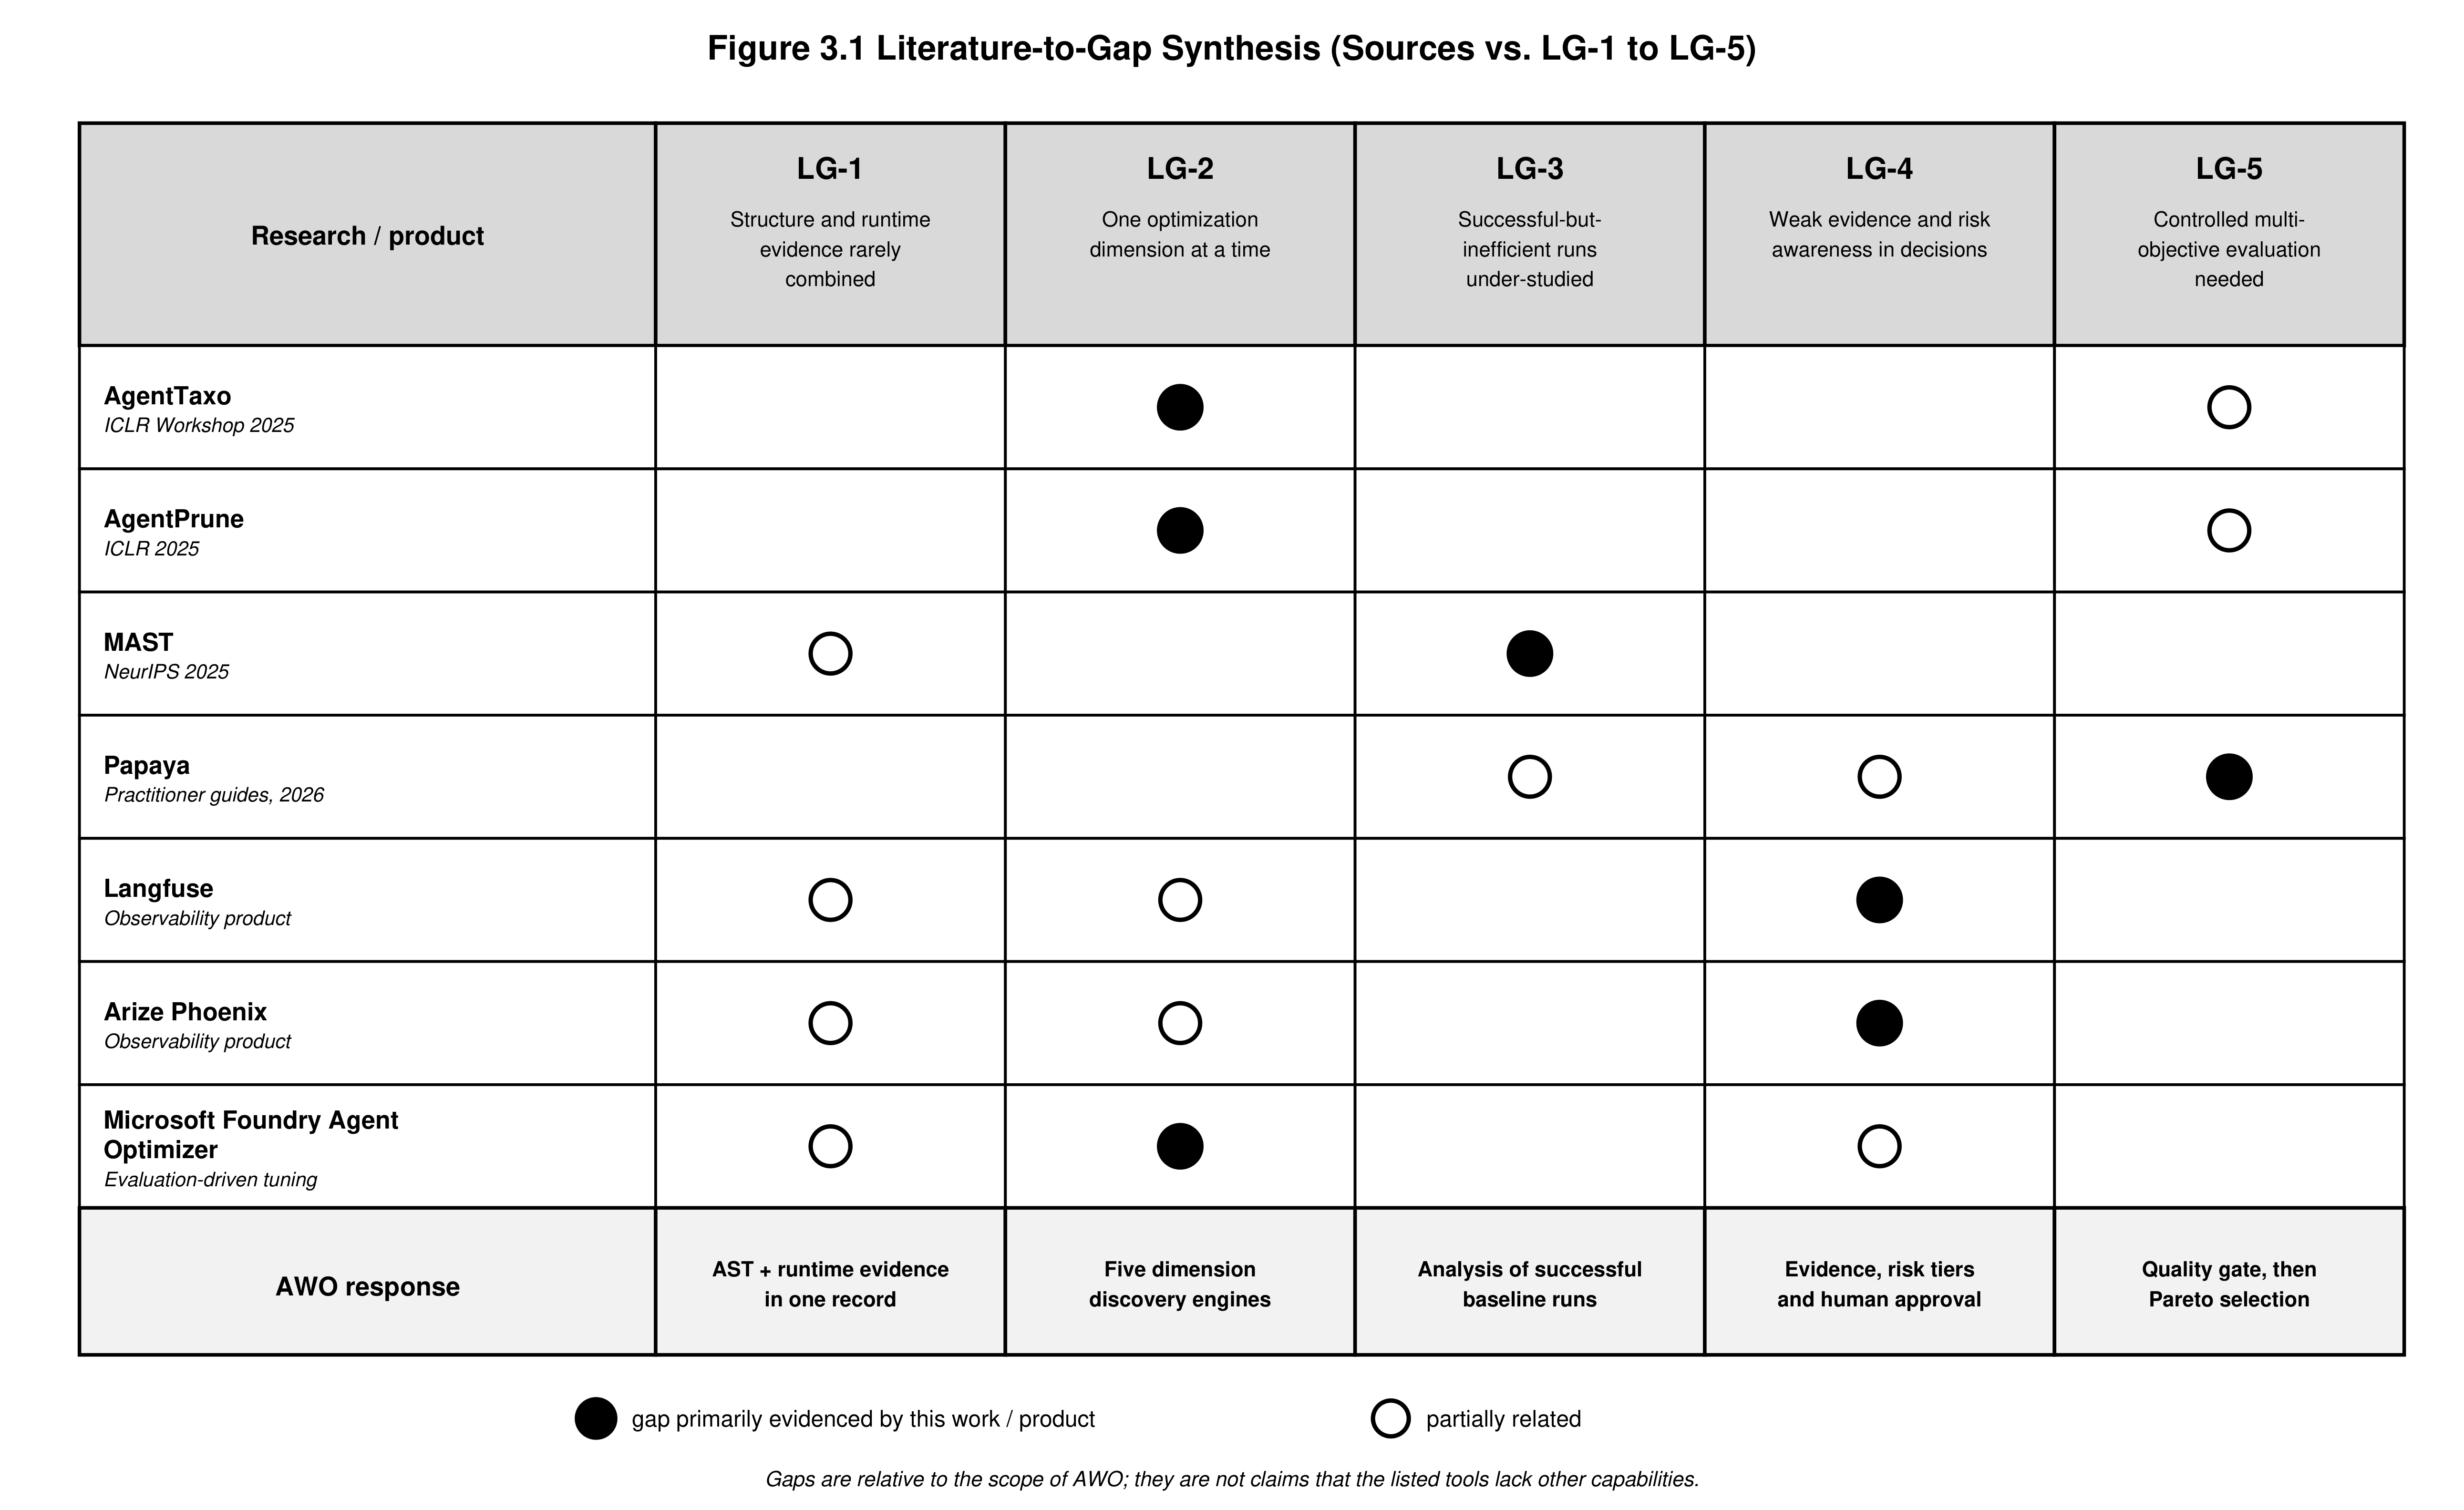 Figure 3.1 Literature-to-Gap Synthesis (Sources vs. LG-1 to LG-5)
Research / product
LG-1
Structure and runtime
evidence rarely
combined
LG-2
One optimization
dimension at a time
LG-3
Successful-but-
inefficient runs
under-studied
LG-4
Weak evidence and risk
awareness in decisions
LG-5
Controlled multi-
objective evaluation
needed
AgentTaxo
ICLR Workshop 2025
AgentPrune
ICLR 2025
MAST
NeurIPS 2025
Papaya
Practitioner guides, 2026
Langfuse
Observability product
Arize Phoenix
Observability product
Microsoft Foundry Agent
Optimizer
Evaluation-driven tuning
AWO response
AST + runtime evidence
in one record
Five dimension
discovery engines
Analysis of successful
baseline runs
Evidence, risk tiers
and human approval
Quality gate, then
Pareto selection
gap primarily evidenced by this work / product
partially related
Gaps are relative to the scope of AWO; they are not claims that the listed tools lack other capabilities.